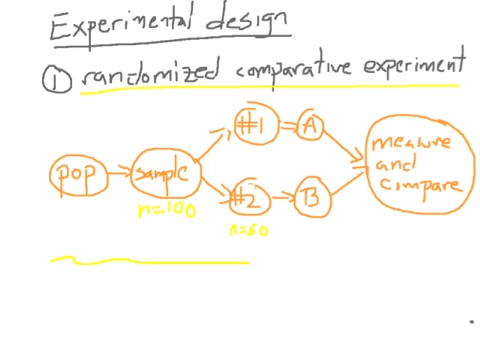 Experimental design
① randomized comparative experiment
#1 A
pop sample measure and compare
#2 B
n=100
n=50